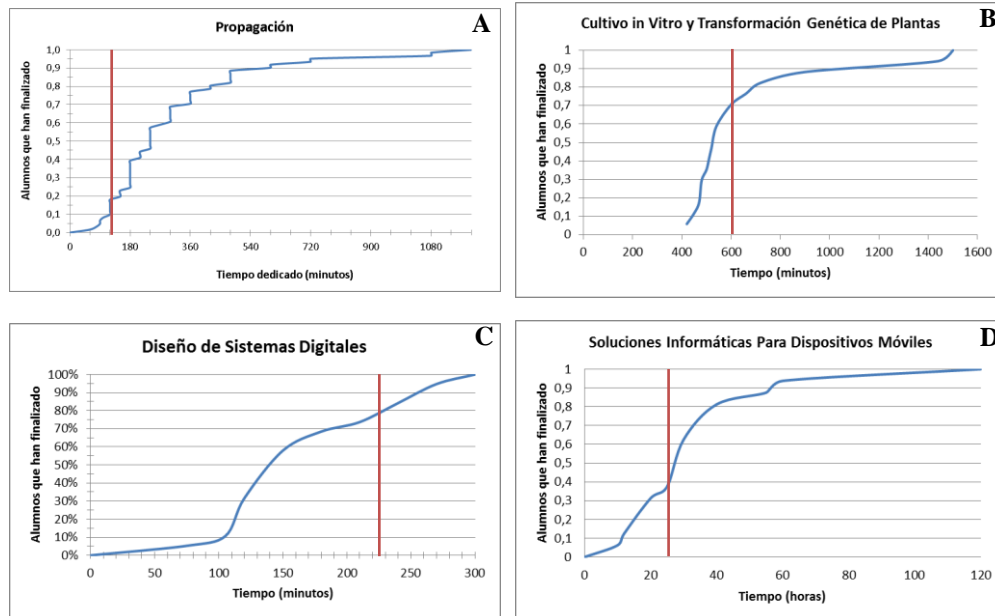 Propagación
A
Alumnos que han finalizado
1,0
0,9
0,8
0,7
0,6
0,5
0,4
0,3
0,2
0,1
0,0
0 180 360 540 720 900 1080
Tiempo dedicado (minutos)
Cultivo in Vitro y Transformación Genética de Plantas
B
Alumnos que han finalizado
1
0,9
0,8
0,7
0,6
0,5
0,4
0,3
0,2
0,1
0
0 200 400 600 800 1000 1200 1400 1600
Tiempo (minutos)
Diseño de Sistemas Digitales
C
Alumnos que han finalizado
100%
90%
80%
70%
60%
50%
40%
30%
20%
10%
0%
0 50 100 150 200 250 300
Tiempo (minutos)
Soluciones Informáticas Para Dispositivos Móviles
D
Alumnos que han finalizado
1
0,9
0,8
0,7
0,6
0,5
0,4
0,3
0,2
0,1
0
0 20 40 60 80 100 120
Tiempo (horas)